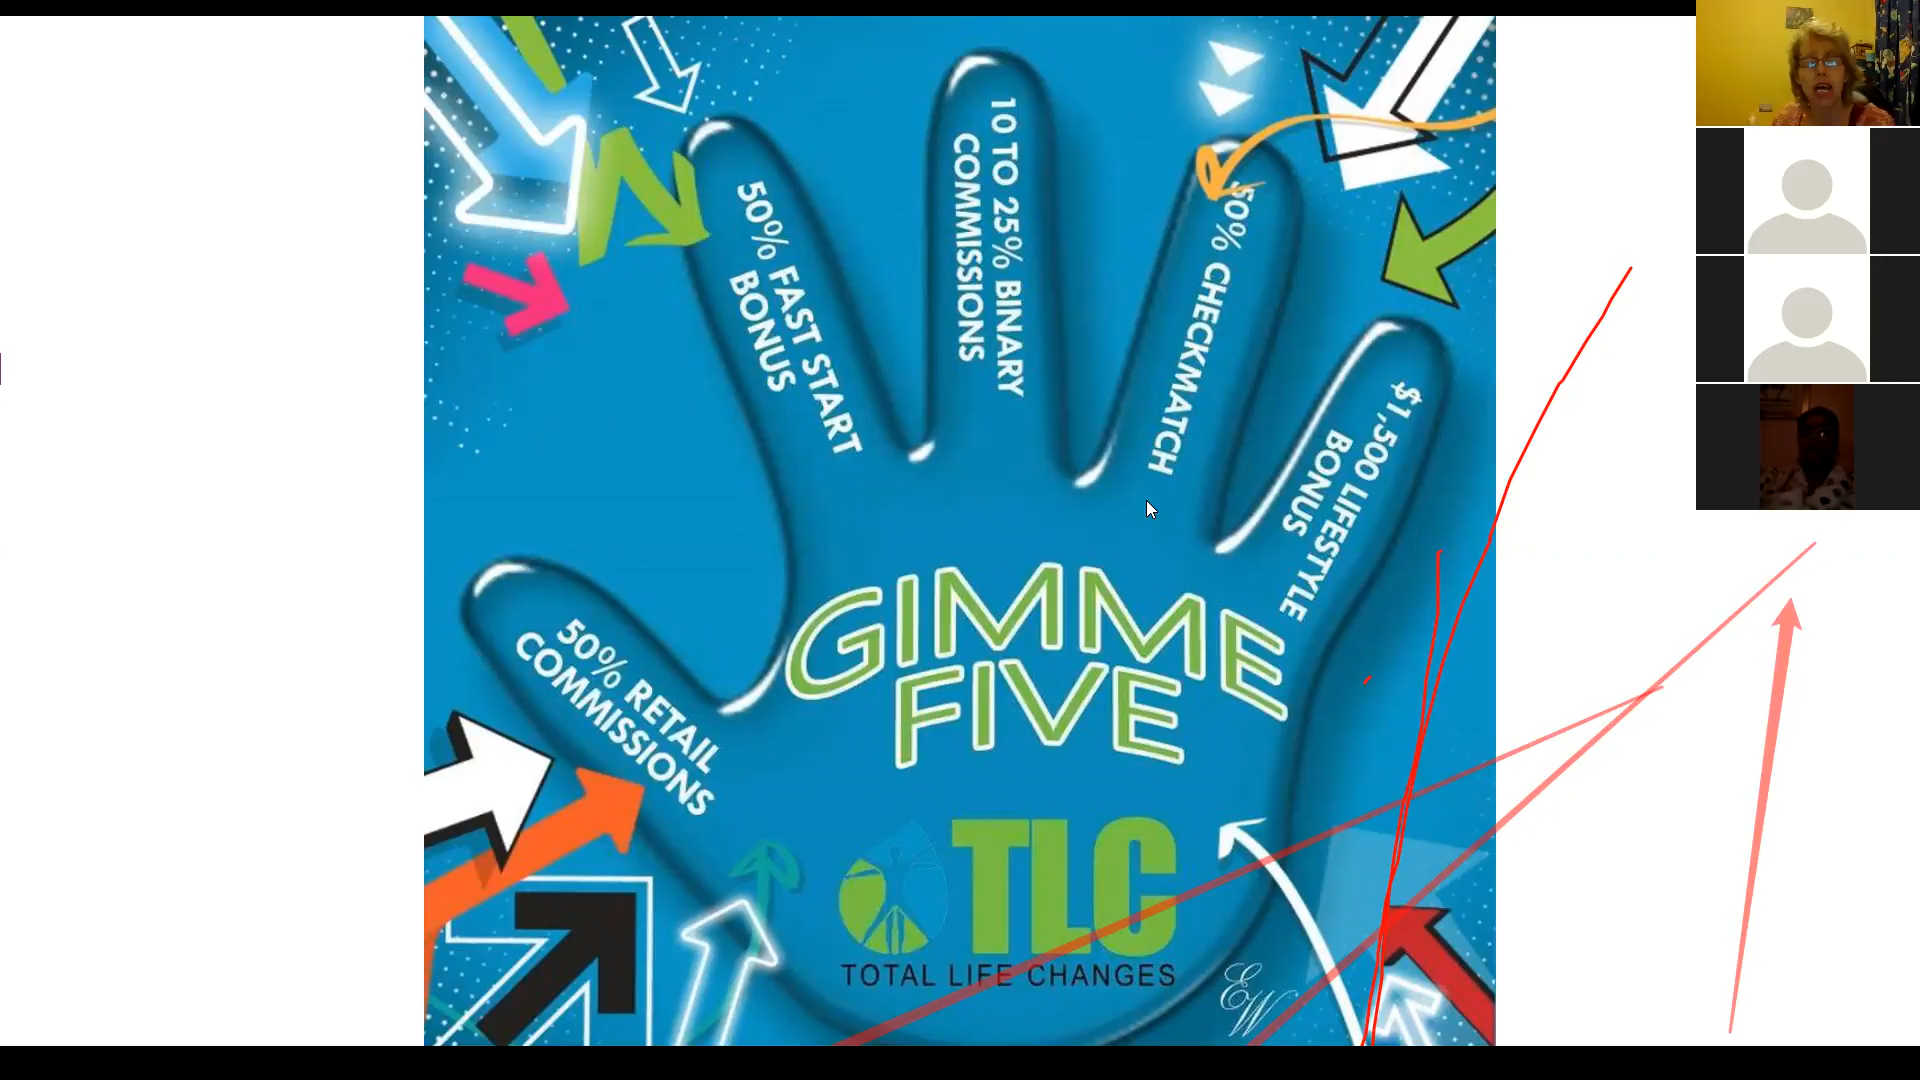 50% FAST START
BONUS
10 TO 25% BINARY
COMMISSIONS
50% CHECKMATCH
$1,500 LIFESTYLE
BONUS
50% RETAIL
COMMISSIONS
GIMME
FIVE
TLC
TOTAL LIFE CHANGES
EW